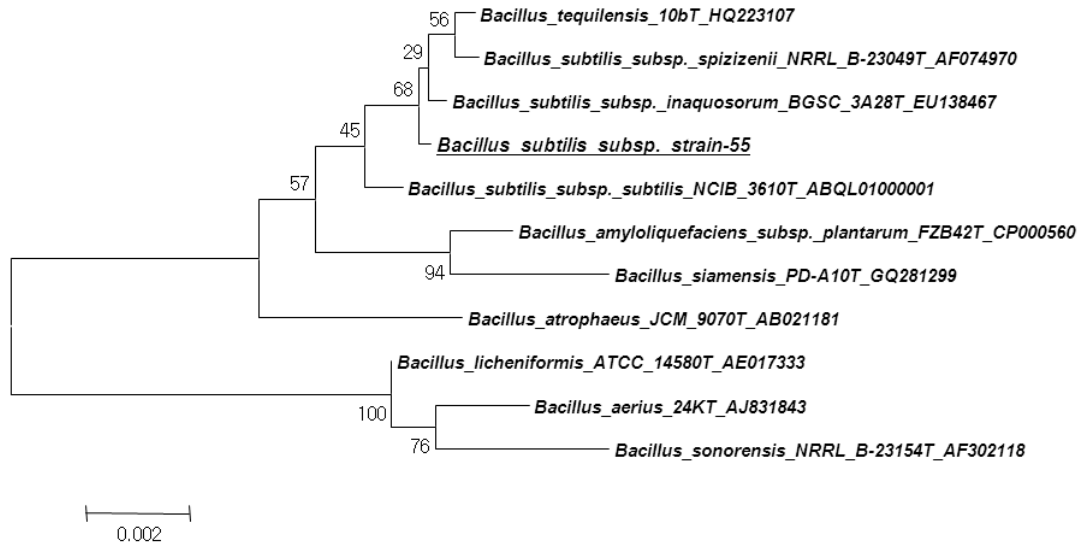 56
Bacillus_tequilensis_10bT_HQ223107
29
Bacillus_subtilis_subsp._spizizenii_NRRL_B-23049T_AF074970
68
Bacillus_subtilis_subsp._inaquosorum_BGSC_3A28T_EU138467
45
Bacillus_subtilis_subsp._strain-55
57
Bacillus_subtilis_subsp._subtilis_NCIB_3610T_ABQL01000001
Bacillus_amyloliquefaciens_subsp._plantarum_FZB42T_CP000560
94
Bacillus_siamensis_PD-A10T_GQ281299
Bacillus_atrophaeus_JCM_9070T_AB021181
Bacillus_licheniformis_ATCC_14580T_AE017333
100
Bacillus_aerius_24KT_AJ831843
76
Bacillus_sonorensis_NRRL_B-23154T_AF302118
0.002